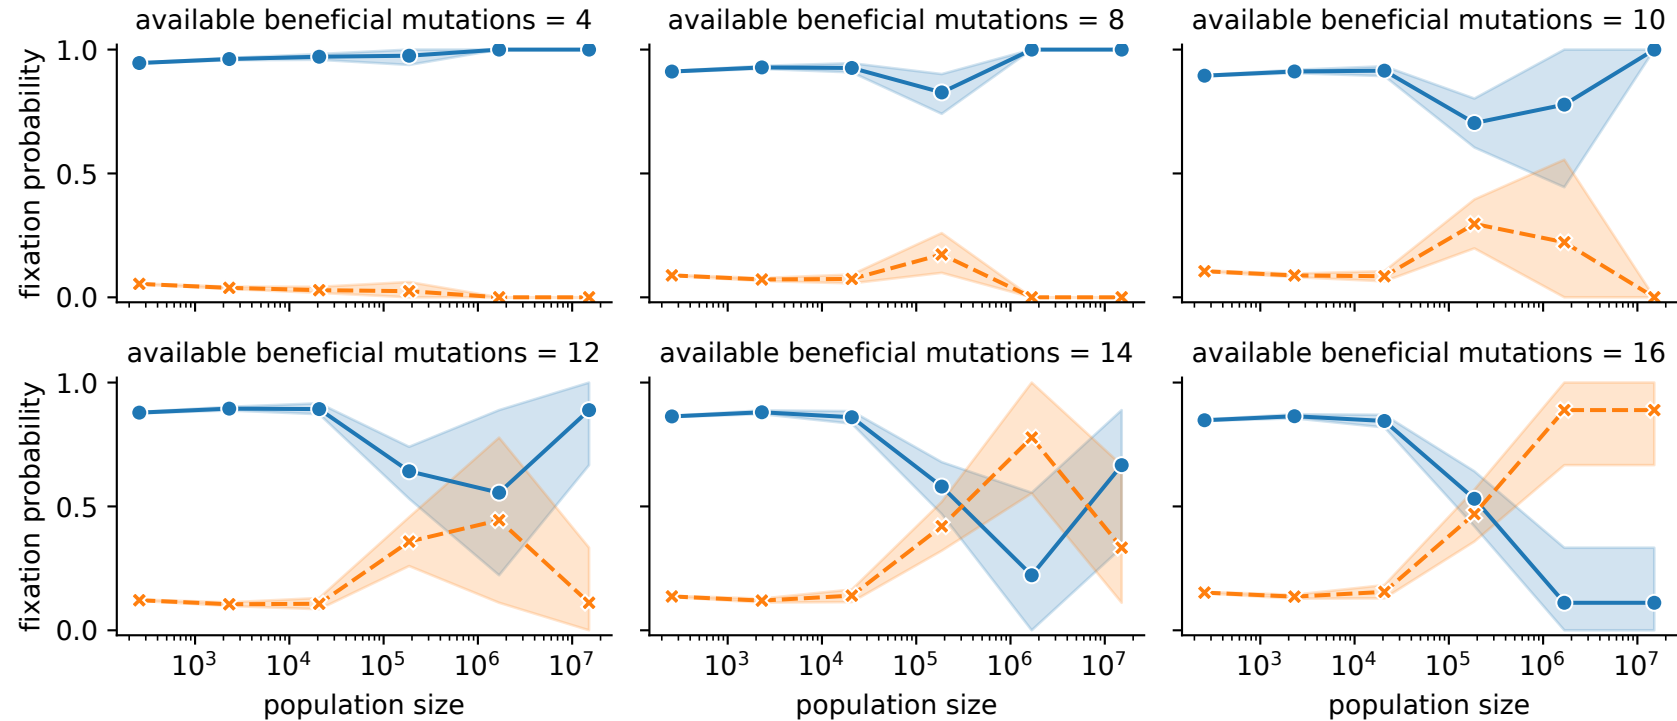 available beneficial mutations = 4
available beneficial mutations = 8
available beneficial mutations = 10
fixation probability
1.0
0.5
0.0
available beneficial mutations = 12
available beneficial mutations = 14
available beneficial mutations = 16
fixation probability
1.0
0.5
0.0
10³ 10⁴ 10⁵ 10⁶ 10⁷
10³ 10⁴ 10⁵ 10⁶ 10⁷
10³ 10⁴ 10⁵ 10⁶ 10⁷
population size
population size
population size